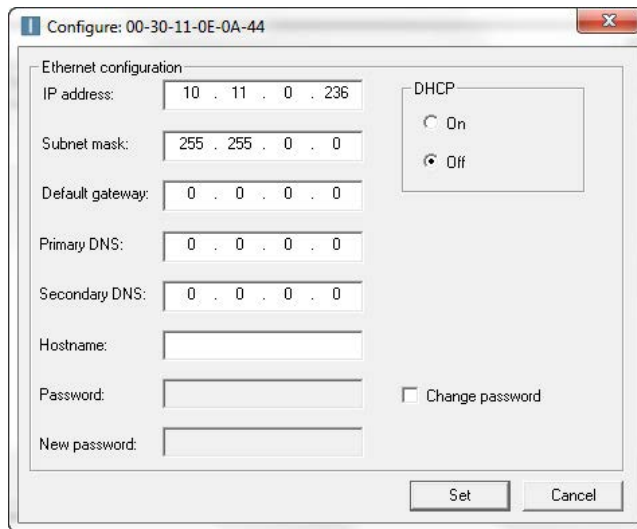 Configure: 00-30-11-0E-0A-44
Ethernet configuration
IP address: 10 . 11 . 0 . 236
DHCP
On
Subnet mask: 255 . 255 . 0 . 0
Off
Default gateway: 0 . 0 . 0 . 0
Primary DNS: 0 . 0 . 0 . 0
Secondary DNS: 0 . 0 . 0 . 0
Hostname:
Password:
Change password
New password:
Set
Cancel